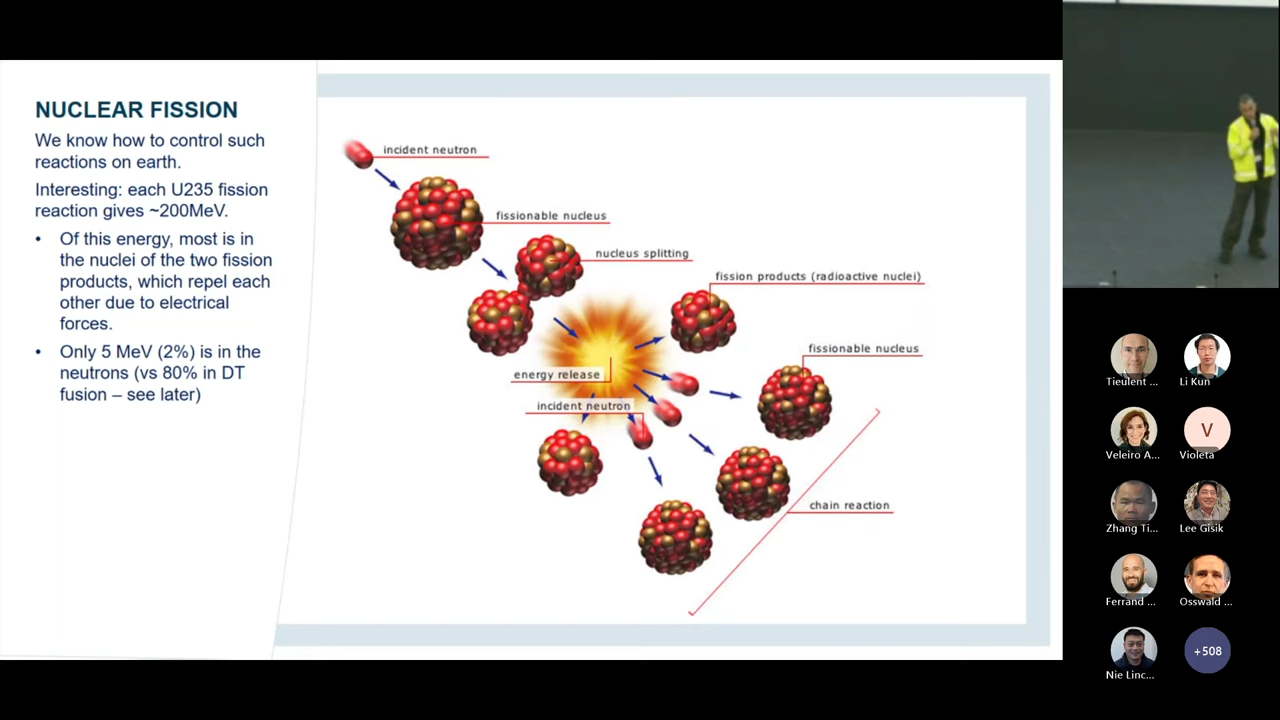 NUCLEAR FISSION
We know how to control such
reactions on earth.
Interesting: each U235 fission
reaction gives ~200MeV.
• Of this energy, most is in
the nuclei of the two fission
products, which repel each
other due to electrical
forces.
• Only 5 MeV (2%) is in the
neutrons (vs 80% in DT
fusion – see later)
incident neutron
fissionable nucleus
nucleus splitting
fission products (radioactive nuclei)
fissionable nucleus
energy release
incident neutron
chain reaction
Tieulent ...
Li Kun
Veleiro A...
V
Violeta
Zhang Ti...
Lee Gisik
Ferrand ...
Osswald ...
Nie Linc...
+508